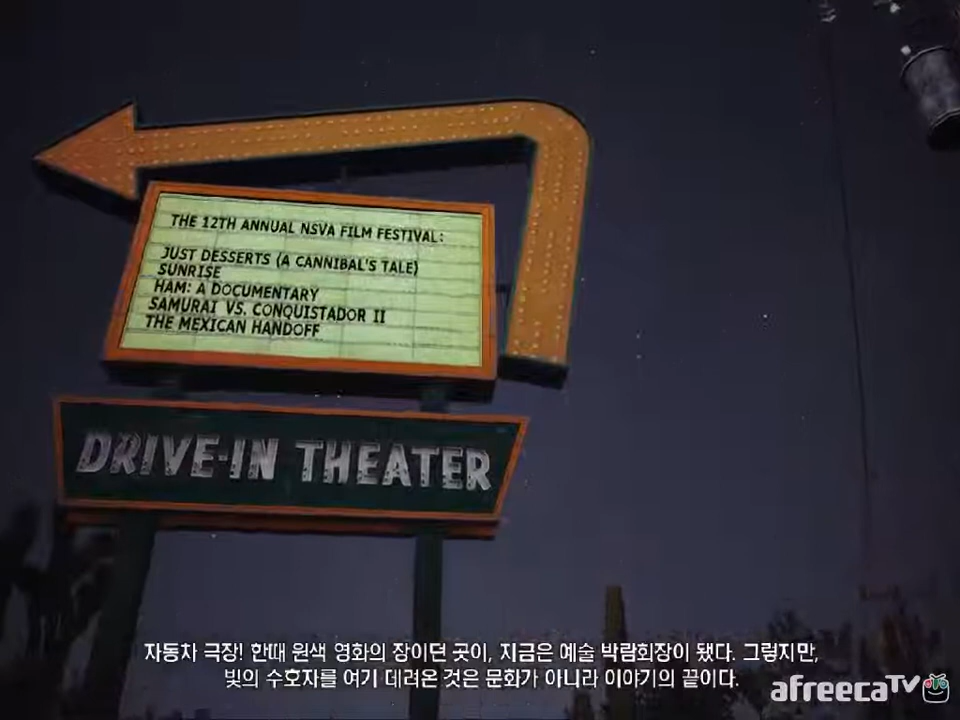 THE 12TH ANNUAL NSVA FILM FESTIVAL:
JUST DESSERTS (A CANNIBAL'S TALE)
SUNRISE
HAM: A DOCUMENTARY
SAMURAI VS. CONQUISTADOR II
THE MEXICAN HANDOFF
DRIVE-IN THEATER
자동차 극장! 한때 원색 영화의 장이던 곳이, 지금은 예술 박람회장이 됐다. 그렇지만,
빛의 수호자를 여기 데려온 것은 문화가 아니라 이야기의 끝이다.
afreecaTV